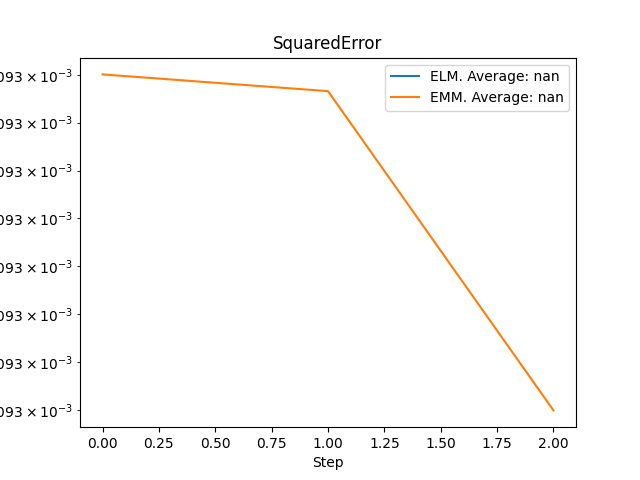 SquaredError
ELM. Average: nan
EMM. Average: nan
093 × 10⁻³
093 × 10⁻³
093 × 10⁻³
093 × 10⁻³
093 × 10⁻³
093 × 10⁻³
093 × 10⁻³
093 × 10⁻³
0.00 0.25 0.50 0.75 1.00 1.25 1.50 1.75 2.00
Step